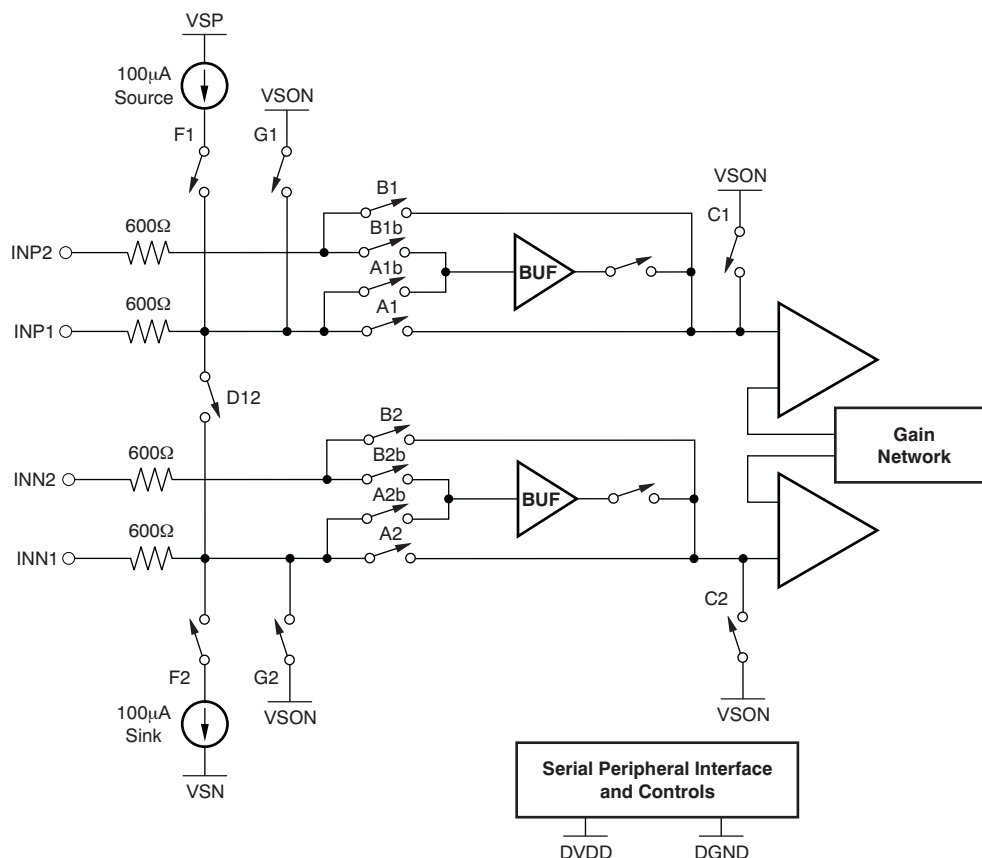 VSP
100μA
Source
VSON
F1
G1
VSON
B1
C1
600Ω
B1b
INP2
BUF
A1b
600Ω
A1
INP1
D12
B2
Gain
Network
600Ω
B2b
INN2
BUF
A2b
600Ω
A2
INN1
C2
F2
G2
100μA
Sink
VSON
VSON
VSN
Serial Peripheral Interface
and Controls
DVDD
DGND